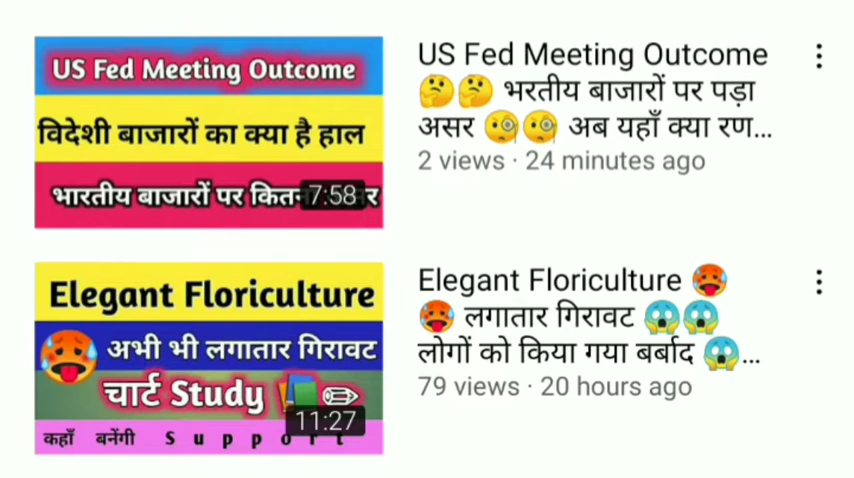 US Fed Meeting Outcome
विदेशी बाजारों का क्या है हाल
भारतीय बाजारों पर
7:58
US Fed Meeting Outcome
🤔🤔 भरतीय बाजारों पर पड़ा
असर 🧐🧐 अब यहाँ क्या रण...
2 views · 24 minutes ago
Elegant Floriculture
🥵 अभी भी लगातार गिरावट
चार्ट Study 📚✏
11:27
कहाँ बनेंगी Support
Elegant Floriculture 🥵
🥵 लगातार गिरावट 😱😱
लोगों को किया गया बर्बाद 😱...
79 views · 20 hours ago